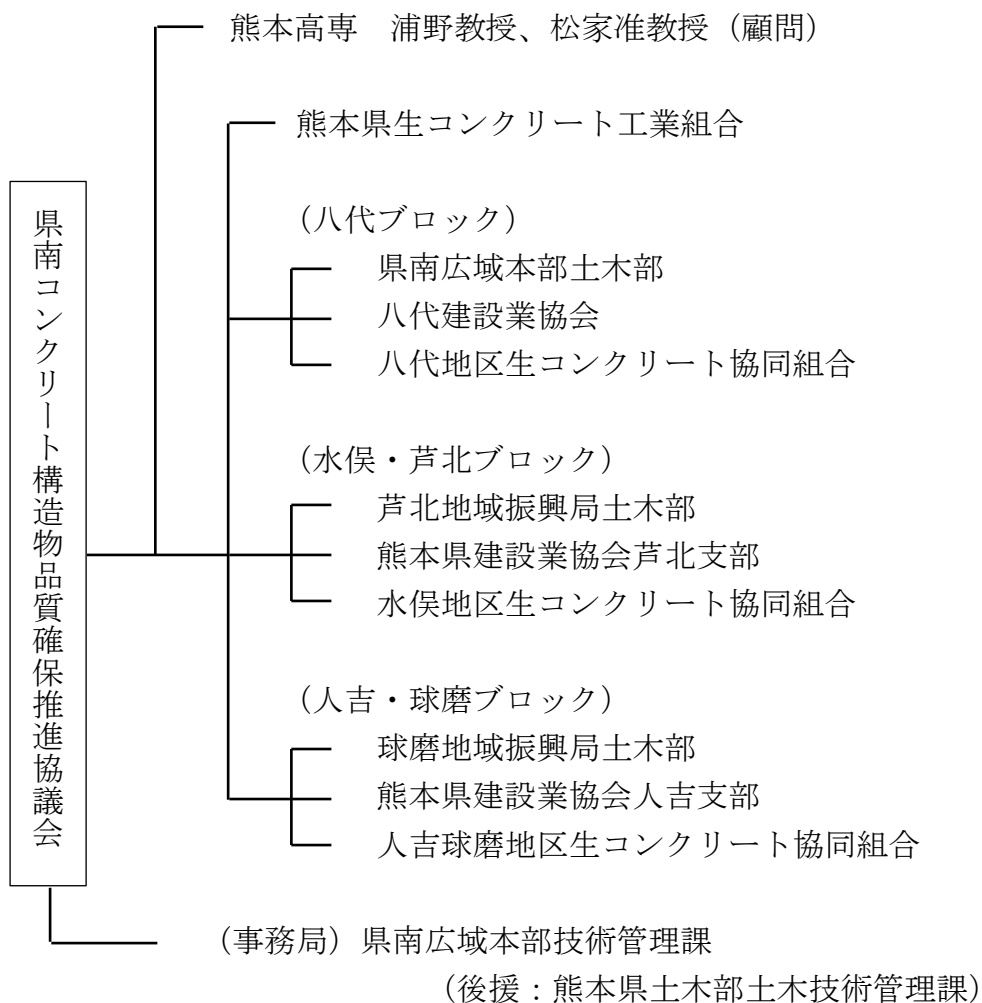 熊本高専　浦野教授、松家准教授（顧問）
熊本県生コンクリート工業組合
県南コンクリート構造物品質確保推進協議会
（八代ブロック）
県南広域本部土木部
八代建設業協会
八代地区生コンクリート協同組合
（水俣・芦北ブロック）
芦北地域振興局土木部
熊本県建設業協会芦北支部
水俣地区生コンクリート協同組合
（人吉・球磨ブロック）
球磨地域振興局土木部
熊本県建設業協会人吉支部
人吉球磨地区生コンクリート協同組合
（事務局）県南広域本部技術管理課
（後援：熊本県土木部土木技術管理課）